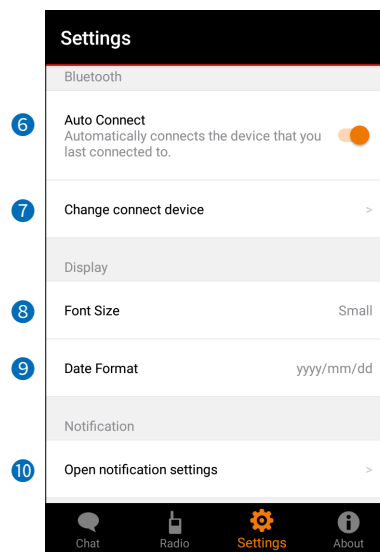 Settings
Bluetooth
6
Auto Connect
Automatically connects the device that you
last connected to.
7
Change connect device >
Display
8
Font Size Small
9
Date Format yyyy/mm/dd
Notification
10
Open notification settings >
Chat Radio Settings About